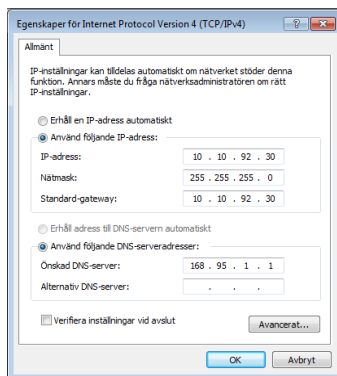 Egenskaper för Internet Protocol Version 4 (TCP/IPv4)
Allmänt
IP-inställningar kan tilldelas automatiskt om nätverket stöder denna
funktion. Annars måste du fråga nätverksadministratören om rätt
IP-inställningar.
Erhåll en IP-adress automatiskt
Använd följande IP-adress:
IP-adress: 10 . 10 . 92 . 30
Nätmask: 255 . 255 . 255 . 0
Standard-gateway: 10 . 10 . 92 . 30
Erhåll adress till DNS-servern automatiskt
Använd följande DNS-serveradresser:
Önskad DNS-server: 168 . 95 . 1 . 1
Alternativ DNS-server: . . .
Verifiera inställningar vid avslut
Avancerat...
OK Avbryt